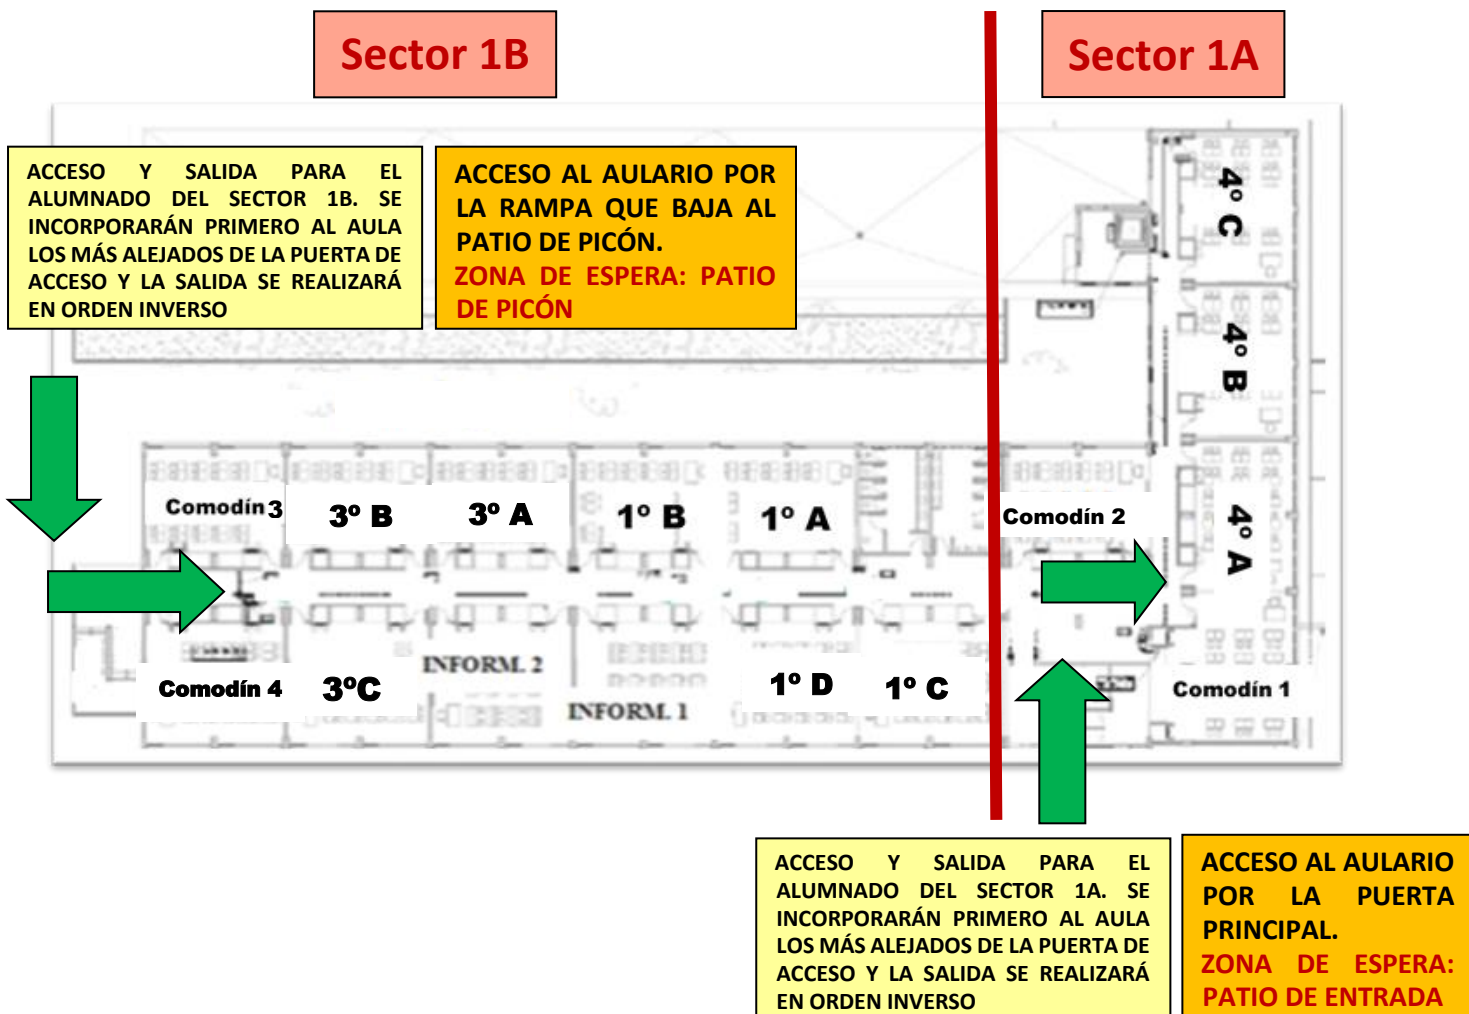 Sector 1B
Sector 1A
ACCESO Y SALIDA PARA EL
ALUMNADO DEL SECTOR 1B. SE
INCORPORARÁN PRIMERO AL AULA
LOS MÁS ALEJADOS DE LA PUERTA DE
ACCESO Y LA SALIDA SE REALIZARÁ
EN ORDEN INVERSO
ACCESO AL AULARIO POR
LA RAMPA QUE BAJA AL
PATIO DE PICÓN.
ZONA DE ESPERA: PATIO
DE PICÓN
4º C
4º B
4º A
Comodín 3
3º B
3º A
1º B
1º A
Comodín 2
Comodín 4
3ºC
INFORM. 2
INFORM. 1
1º D
1º C
Comodín 1
ACCESO Y SALIDA PARA EL
ALUMNADO DEL SECTOR 1A. SE
INCORPORARÁN PRIMERO AL AULA
LOS MÁS ALEJADOS DE LA PUERTA DE
ACCESO Y LA SALIDA SE REALIZARÁ
EN ORDEN INVERSO
ACCESO AL AULARIO
POR LA PUERTA
PRINCIPAL.
ZONA DE ESPERA:
PATIO DE ENTRADA